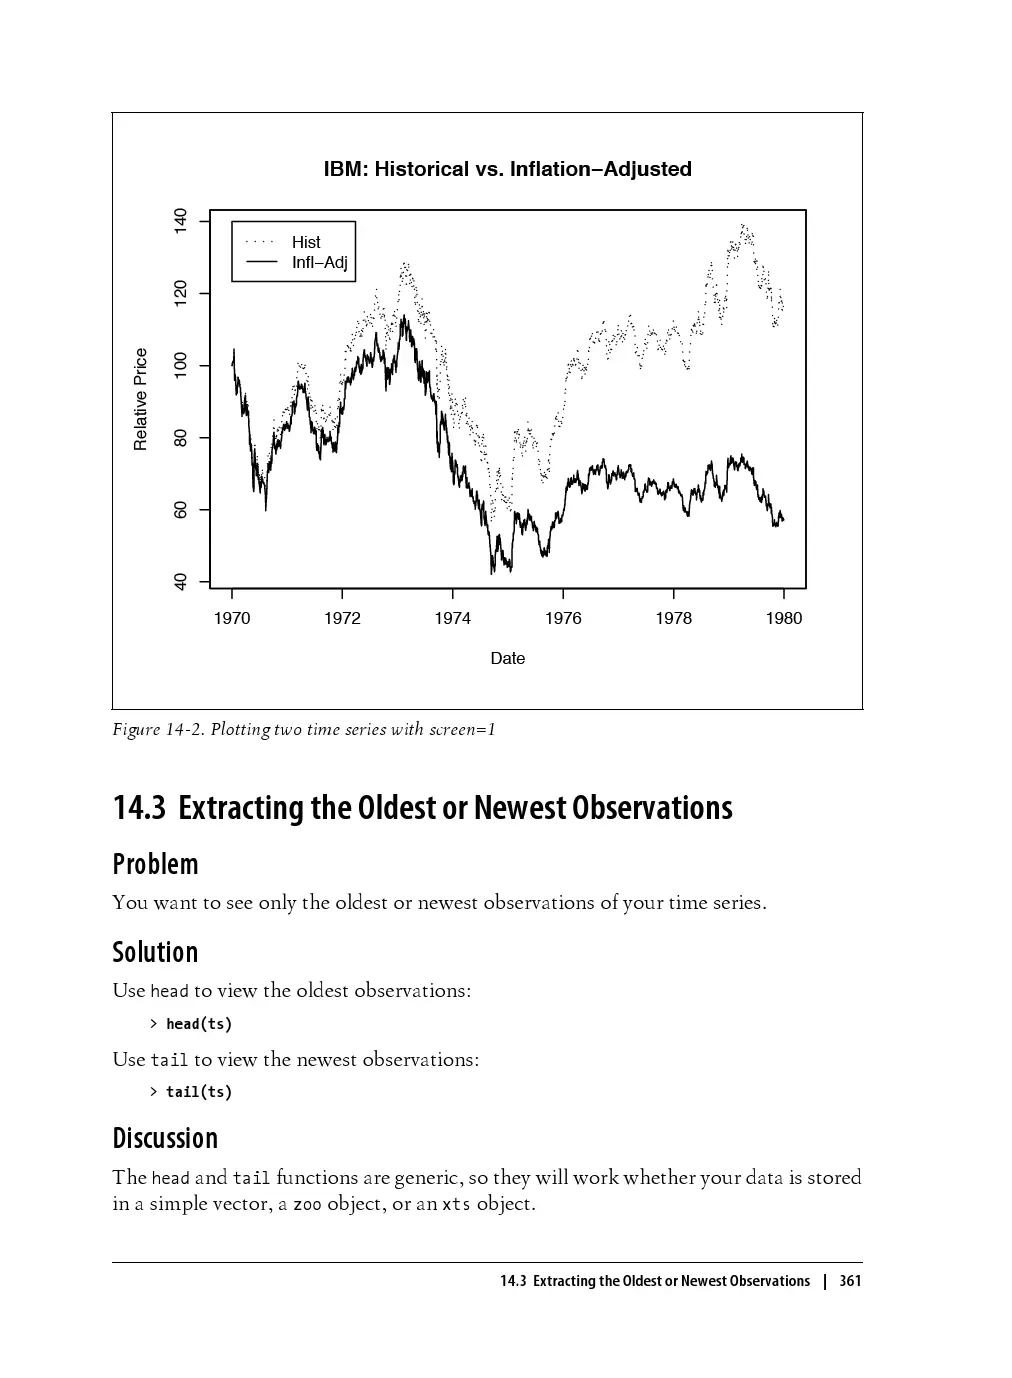 IBM: Historical vs. Inflation−Adjusted
Hist
Infl−Adj
Relative Price
140
120
100
80
60
40
1970 1972 1974 1976 1978 1980
Date
Figure 14-2. Plotting two time series with screen=1
14.3 Extracting the Oldest or Newest Observations
Problem
You want to see only the oldest or newest observations of your time series.
Solution
Use head to view the oldest observations:
> head(ts)
Use tail to view the newest observations:
> tail(ts)
Discussion
The head and tail functions are generic, so they will work whether your data is stored
in a simple vector, a zoo object, or an xts object.
14.3 Extracting the Oldest or Newest Observations | 361